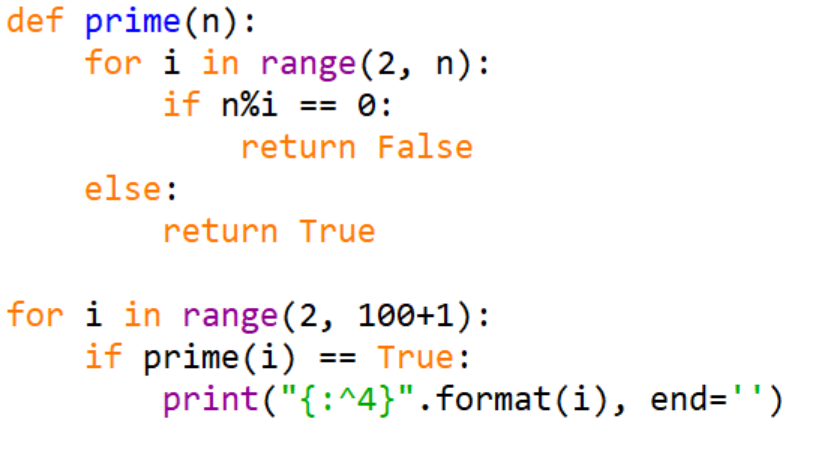 def prime(n):
    for i in range(2, n):
        if n%i == 0:
            return False
    else:
        return True

for i in range(2, 100+1):
    if prime(i) == True:
        print("{:^4}".format(i), end='')